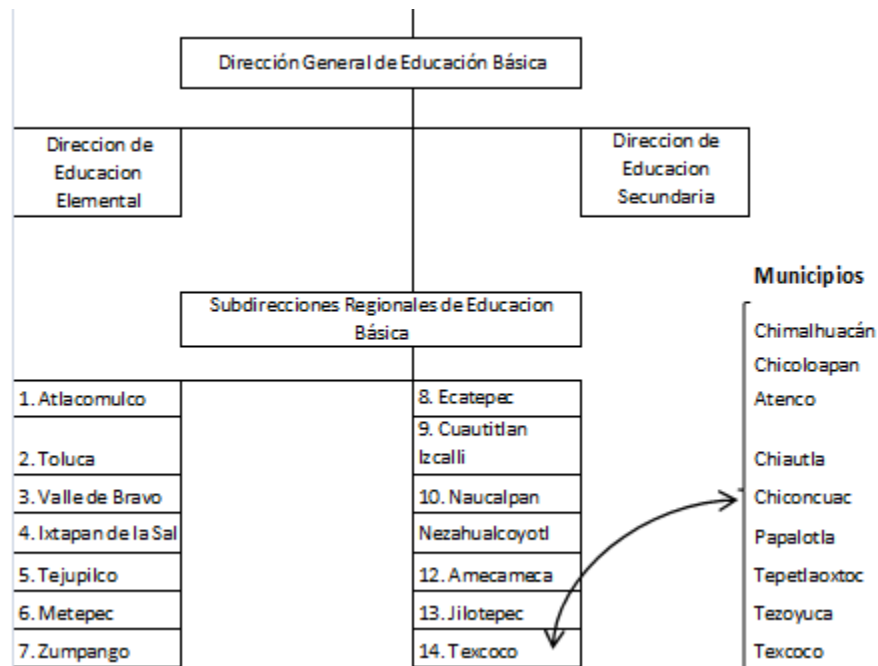 Dirección General de Educación Básica
Direccion de
Educacion
Elemental
Direccion de
Educacion
Secundaria
Subdirecciones Regionales de Educacion
Básica
1. Atlacomulco
2. Toluca
3. Valle de Bravo
4. Ixtapan de la Sal
5. Tejupilco
6. Metepec
7. Zumpango
8. Ecatepec
9. Cuautitlan
Izcalli
10. Naucalpan
Nezahualcoyotl
12. Amecameca
13. Jilotepec
14. Texcoco
Municipios
Chimalhuacán
Chicoloapan
Atenco
Chiautla
Chiconcuac
Papalotla
Tepetlaoxtoc
Tezoyuca
Texcoco